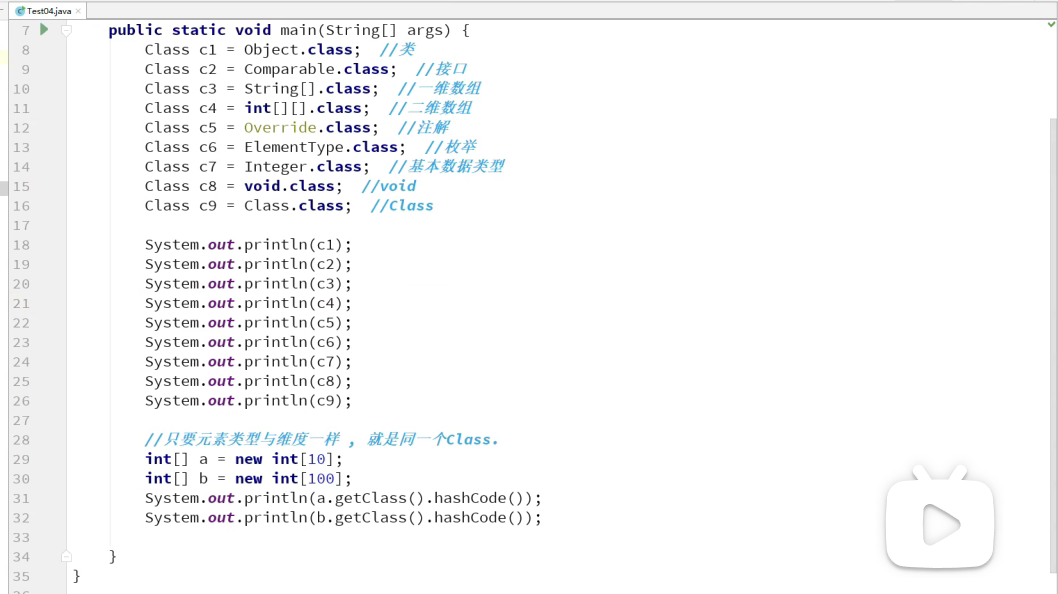 Test04.java
7 public static void main(String[] args) {
8 Class c1 = Object.class; //类
9 Class c2 = Comparable.class; //接口
10 Class c3 = String[].class; //一维数组
11 Class c4 = int[][].class; //二维数组
12 Class c5 = Override.class; //注解
13 Class c6 = ElementType.class; //枚举
14 Class c7 = Integer.class; //基本数据类型
15 Class c8 = void.class; //void
16 Class c9 = Class.class; //Class
17
18 System.out.println(c1);
19 System.out.println(c2);
20 System.out.println(c3);
21 System.out.println(c4);
22 System.out.println(c5);
23 System.out.println(c6);
24 System.out.println(c7);
25 System.out.println(c8);
26 System.out.println(c9);
27
28 //只要元素类型与维度一样 , 就是同一个Class.
29 int[] a = new int[10];
30 int[] b = new int[100];
31 System.out.println(a.getClass().hashCode());
32 System.out.println(b.getClass().hashCode());
33
34 }
35 }